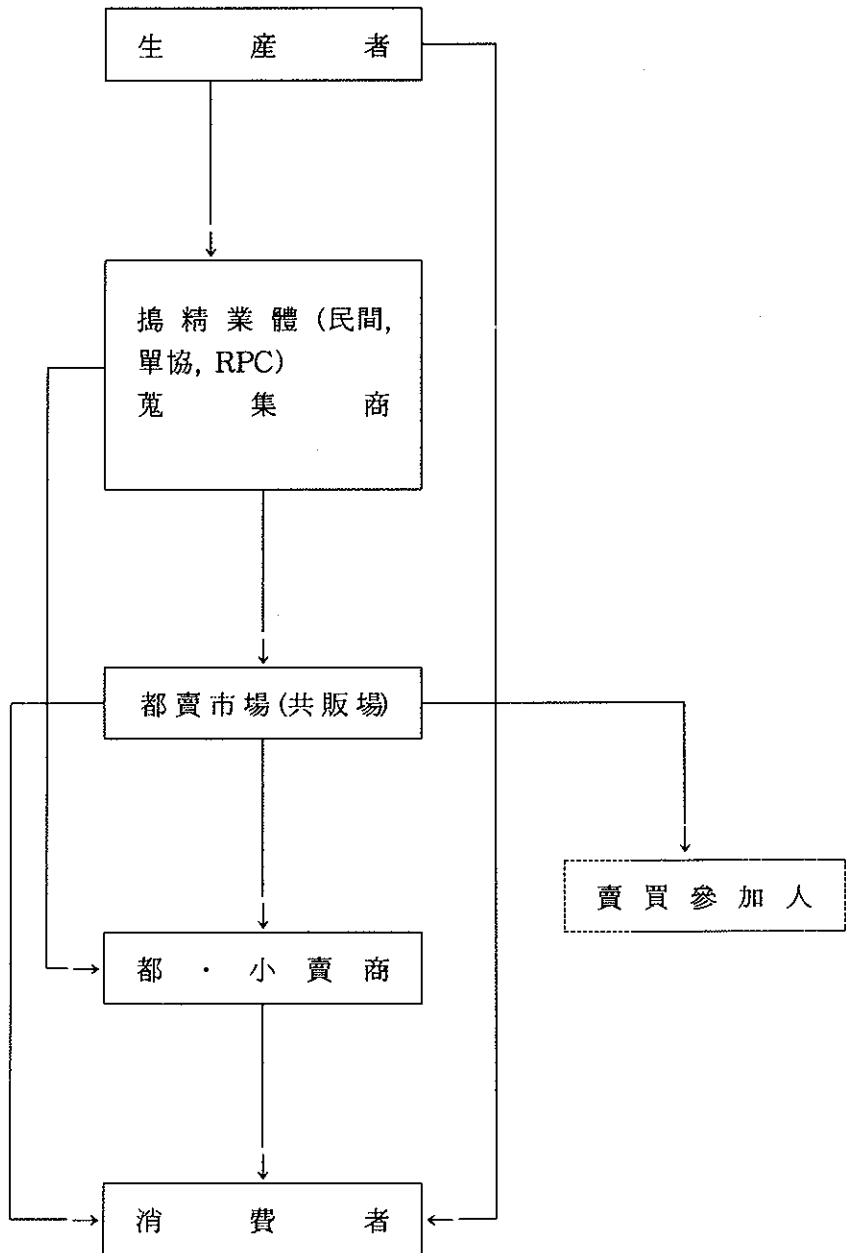 生産者
搗精業體(民間,
單協, RPC)
蒐集商
都賣市場(共販場)
賣買參加人
都・小賣商
消費者